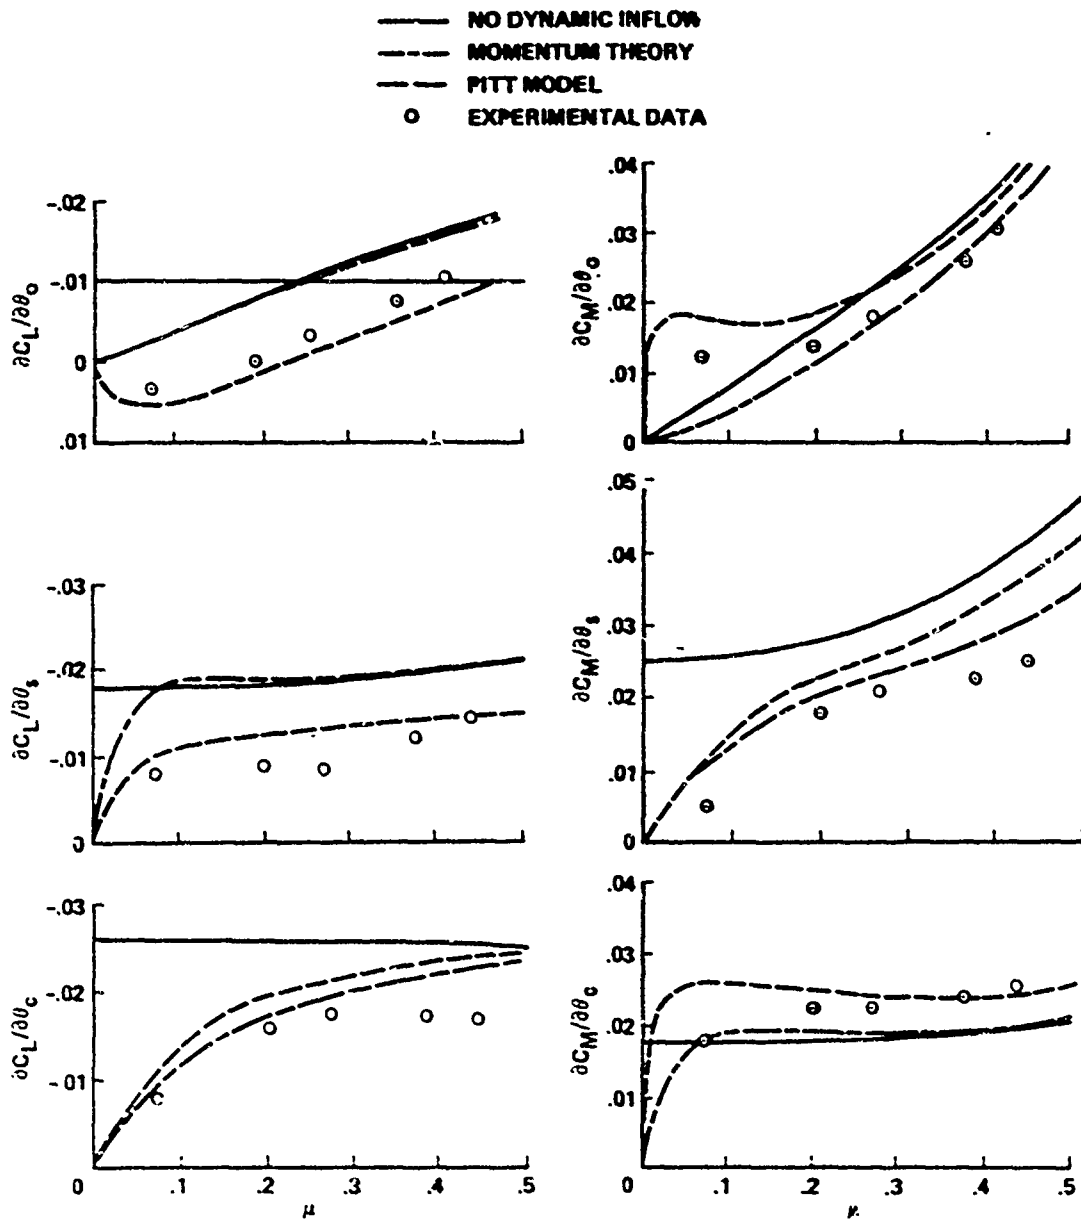 NO DYNAMIC INFLOW
MOMENTUM THEORY
PITT MODEL
EXPERIMENTAL DATA
-.02
-.01
0
.01
∂C_L/∂θ_o
.04
.03
.02
.01
0
∂C_M/∂θ_o
-.03
-.02
-.01
0
∂C_L/∂θ_s
.05
.04
.03
.02
.01
0
∂C_M/∂θ_s
-.03
-.02
-.01
∂C_L/∂θ_c
0 .1 .2 .3 .4 .5
μ
.04
.03
.02
.01
∂C_M/∂θ_c
0 .1 .2 .3 .4 .5